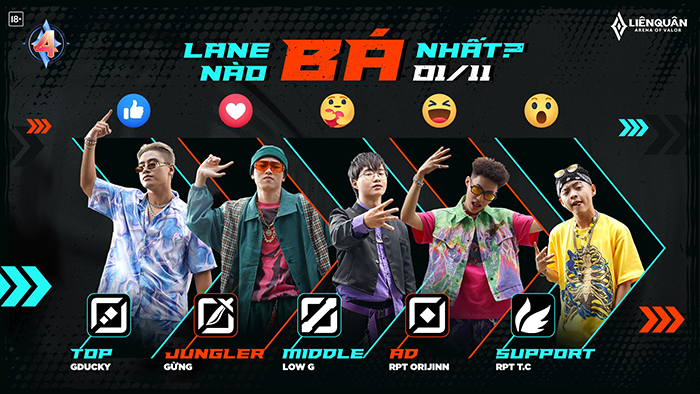 18+
4
LIÊNQUÂN
ARENA OF VALOR
LANE NÀO BÁ NHẤT?
01/11
TOP
GDUCKY
JUNGLER
GỪNG
MIDDLE
LOW G
AD
RPT ORIJINN
SUPPORT
RPT T.C